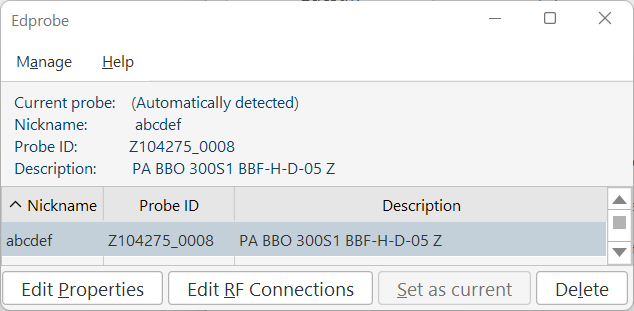 Edprobe
Manage Help
Current probe: (Automatically detected)
Nickname: abcdef
Probe ID: Z104275_0008
Description: PA BBO 300S1 BBF-H-D-05 Z
Nickname Probe ID Description
abcdef Z104275_0008 PA BBO 300S1 BBF-H-D-05 Z
Edit Properties Edit RF Connections Set as current Delete